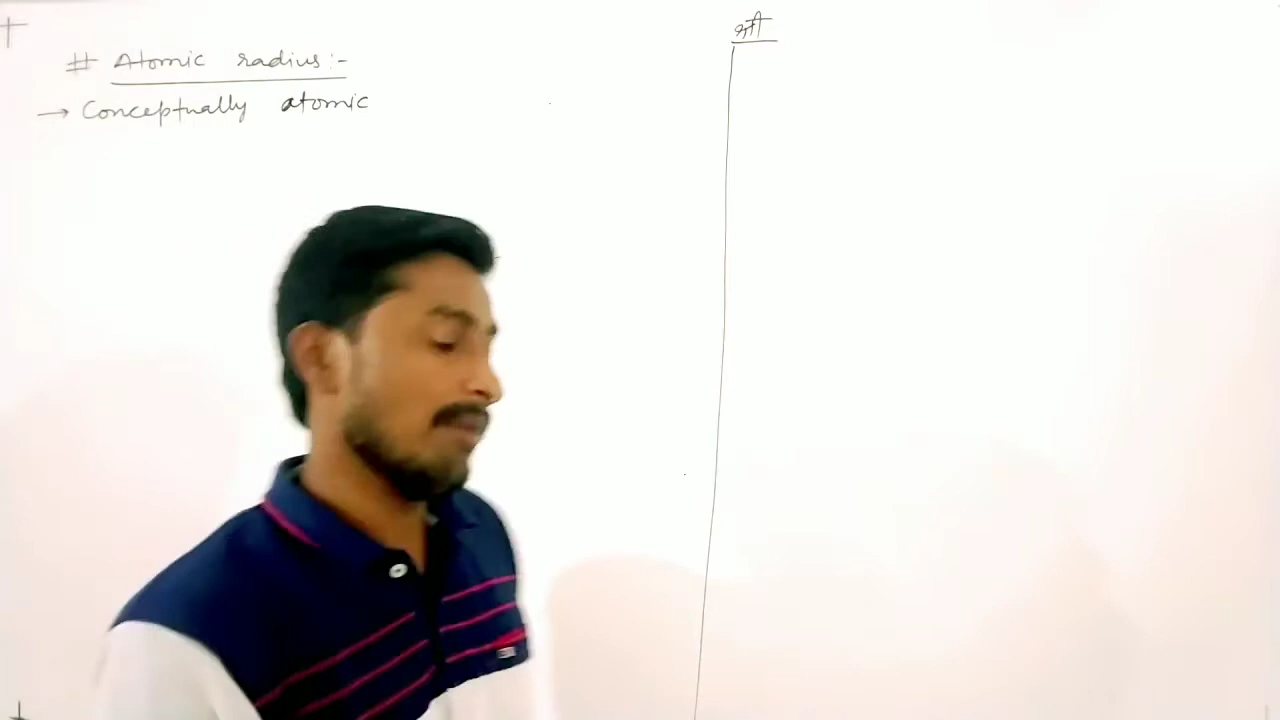 # Atomic radius :-
→ Conceptually atomic
श्री